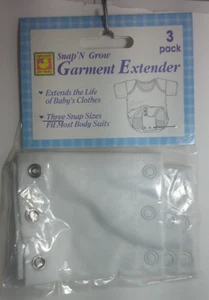 3
pack
Snap'N Grow
Garment Extender
• Extends the Life
of Baby's Clothes
• Three Snap Sizes
Fit Most Body Suits